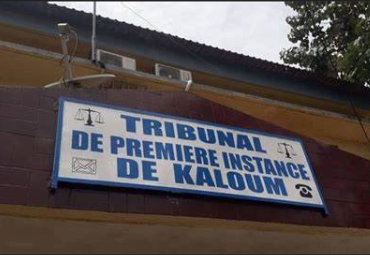 TRIBUNAL
DE PREMIERE INSTANCE
DE KALOUM